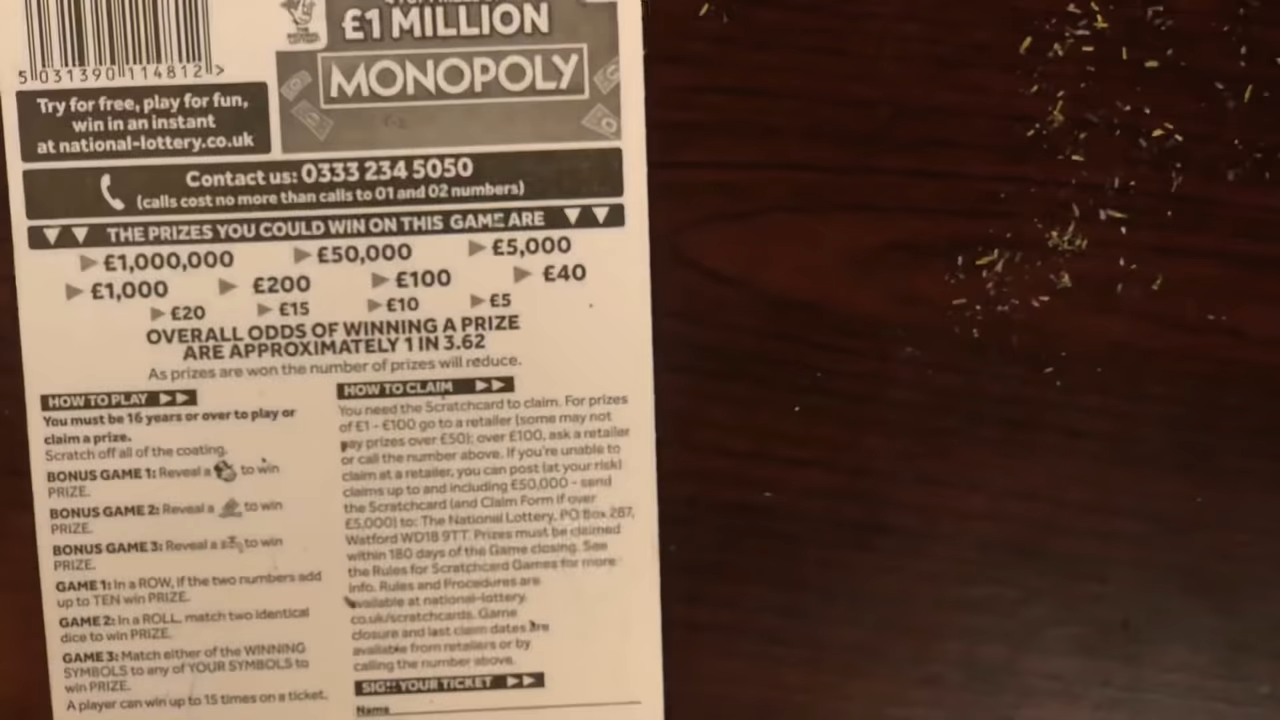 5 031390 114812 >
THE NATIONAL LOTTERY
£1 MILLION
MONOPOLY
Try for free, play for fun,
win in an instant
at national-lottery.co.uk
Contact us: 0333 234 5050
(calls cost no more than calls to 01 and 02 numbers)
THE PRIZES YOU COULD WIN ON THIS GAME ARE
£1,000,000 £50,000 £5,000
£1,000 £200 £100 £40
£20 £15 £10 £5
OVERALL ODDS OF WINNING A PRIZE
ARE APPROXIMATELY 1 IN 3.62
As prizes are won the number of prizes will reduce.
HOW TO PLAY
You must be 16 years or over to play or
claim a prize.
Scratch off all of the coating.
BONUS GAME 1: Reveal a to win
PRIZE.
BONUS GAME 2: Reveal a to win
PRIZE.
BONUS GAME 3: Reveal a to win
PRIZE.
GAME 1: In a ROW, if the two numbers add
up to TEN win PRIZE.
GAME 2: In a ROLL, match two identical
dice to win PRIZE.
GAME 3: Match either of the WINNING
SYMBOLS to any of YOUR SYMBOLS to
win PRIZE.
A player can win up to 15 times on a ticket.
HOW TO CLAIM
You need the Scratchcard to claim. For prizes
of £1 - £100 go to a retailer (some may not
pay prizes over £50); over £100, ask a retailer
or call the number above. If you're unable to
claim at a retailer, you can post (at your risk)
claims up to and including £50,000 - send
the Scratchcard (and Claim Form if over
£5,000) to: The National Lottery, PO Box 287,
Watford WD18 9TT. Prizes must be claimed
within 180 days of the Game closing. See
the Rules for Scratchcard Games for more
info. Rules and Procedures are
available at national-lottery.
co.uk/scratchcards. Game
closure and last claim dates are
available from retailers or by
calling the number above.
SIGN YOUR TICKET
Name